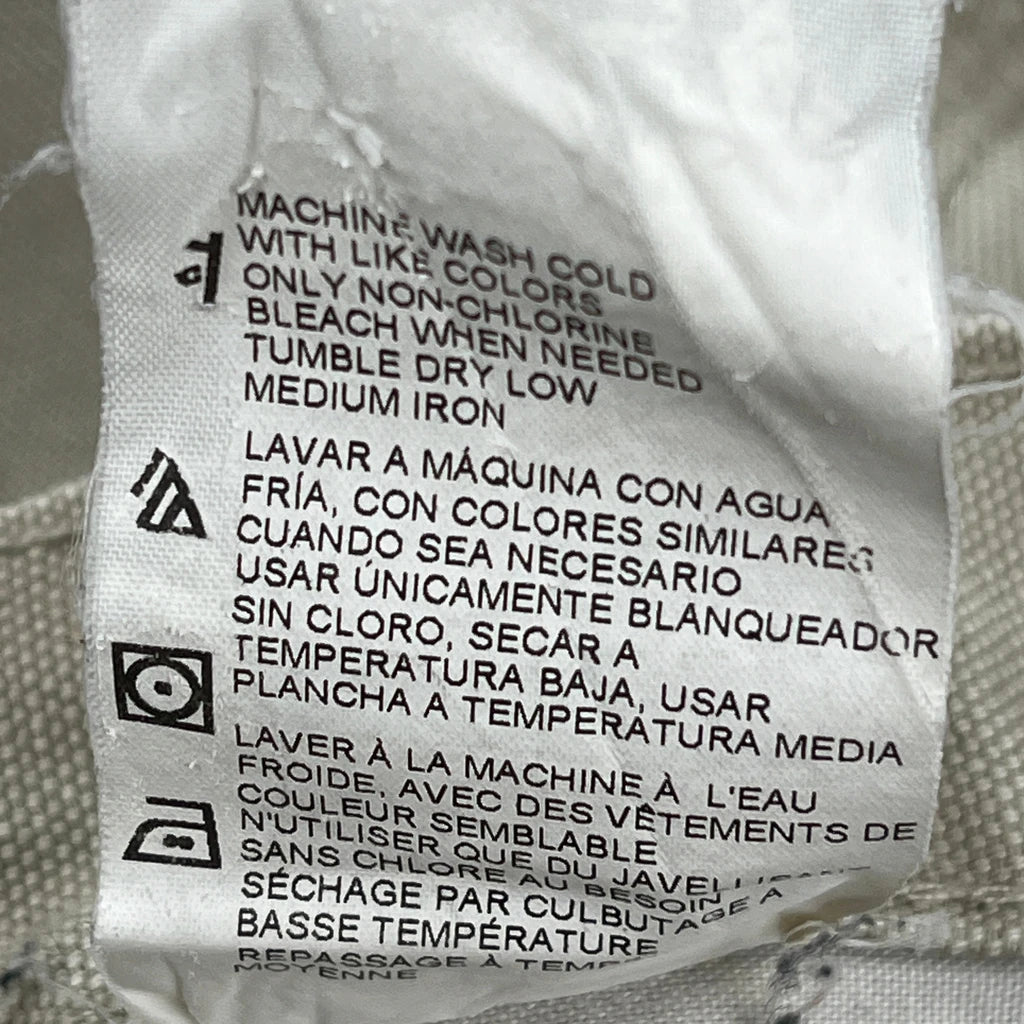 MACHINE WASH COLD
WITH LIKE COLORS
ONLY NON-CHLORINE
BLEACH WHEN NEEDED
TUMBLE DRY LOW
MEDIUM IRON
LAVAR A MÁQUINA CON AGUA
FRÍA, CON COLORES SIMILARES
CUANDO SEA NECESARIO
USAR ÚNICAMENTE BLANQUEADOR
SIN CLORO, SECAR A
TEMPERATURA BAJA, USAR
PLANCHA A TEMPERATURA MEDIA
LAVER À LA MACHINE À L'EAU
FROIDE, AVEC DES VÊTEMENTS DE
COULEUR SEMBLABLE
N'UTILISER QUE DU
SANS CHLORE AU BESOIN
SÉCHAGE PAR CULBUTAGE A
BASSE TEMPÉRATURE
REPASSAGE À
MOYENNE